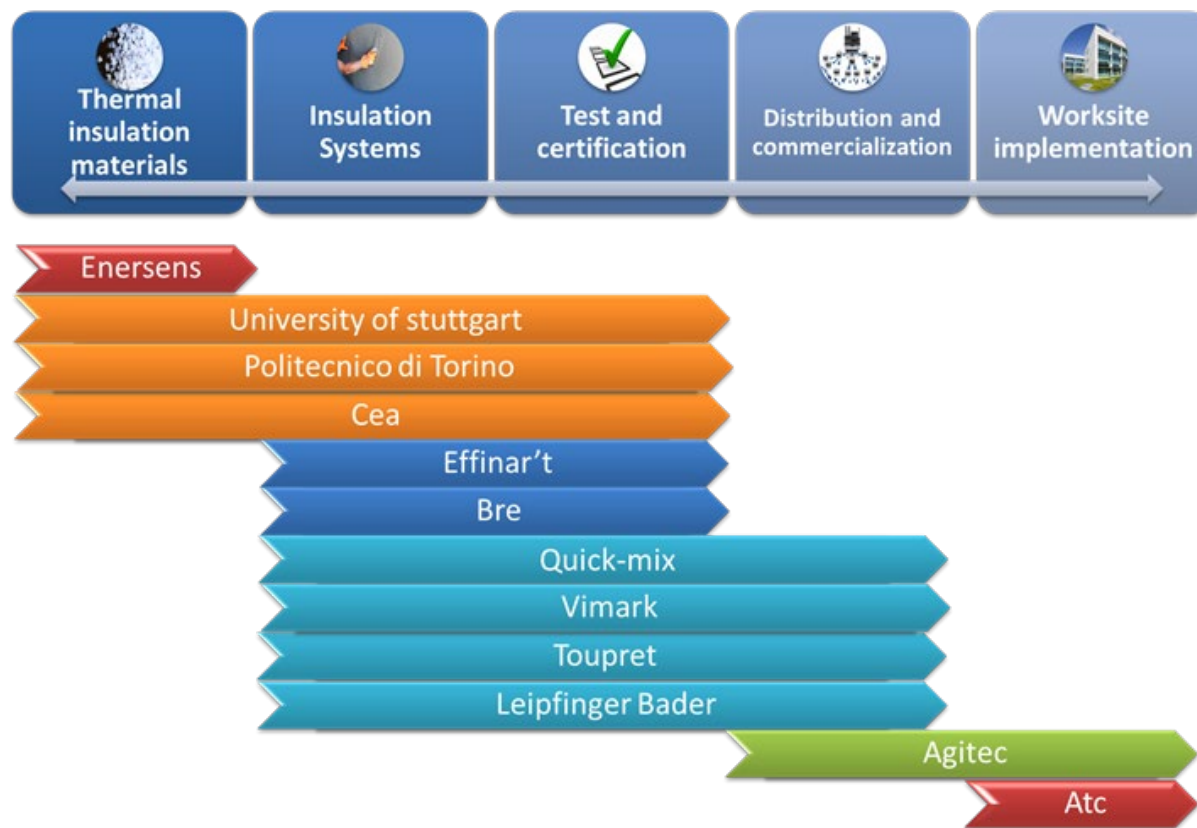 Thermal
insulation
materials
Insulation
Systems
Test and
certification
Distribution and
commercialization
Worksite
implementation
Enersens
University of stuttgart
Politecnico di Torino
Cea
Effinar’t
Bre
Quick-mix
Vimark
Toupret
Leipfinger Bader
Agitec
Atc